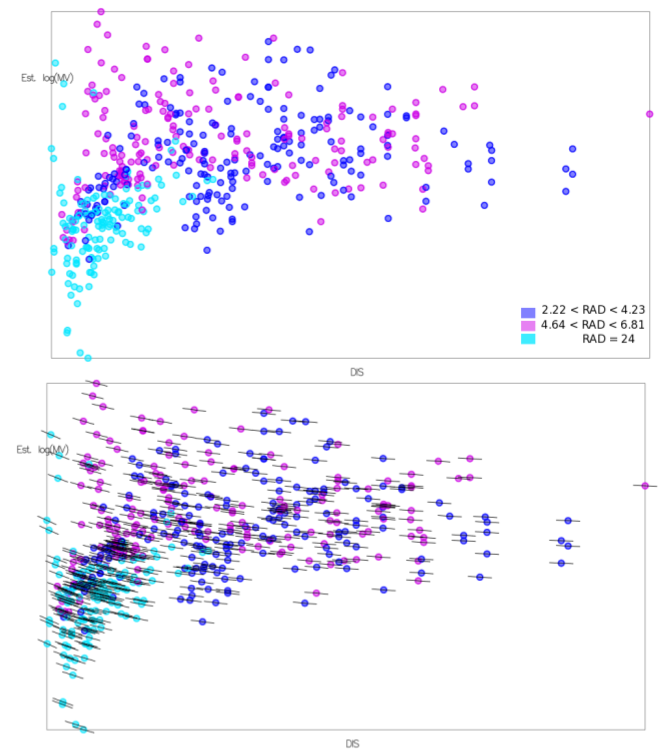 Est. log(MV)
2.22 < RAD < 4.23
4.64 < RAD < 6.81
RAD = 24
DIS
Est. log(MV)
DIS